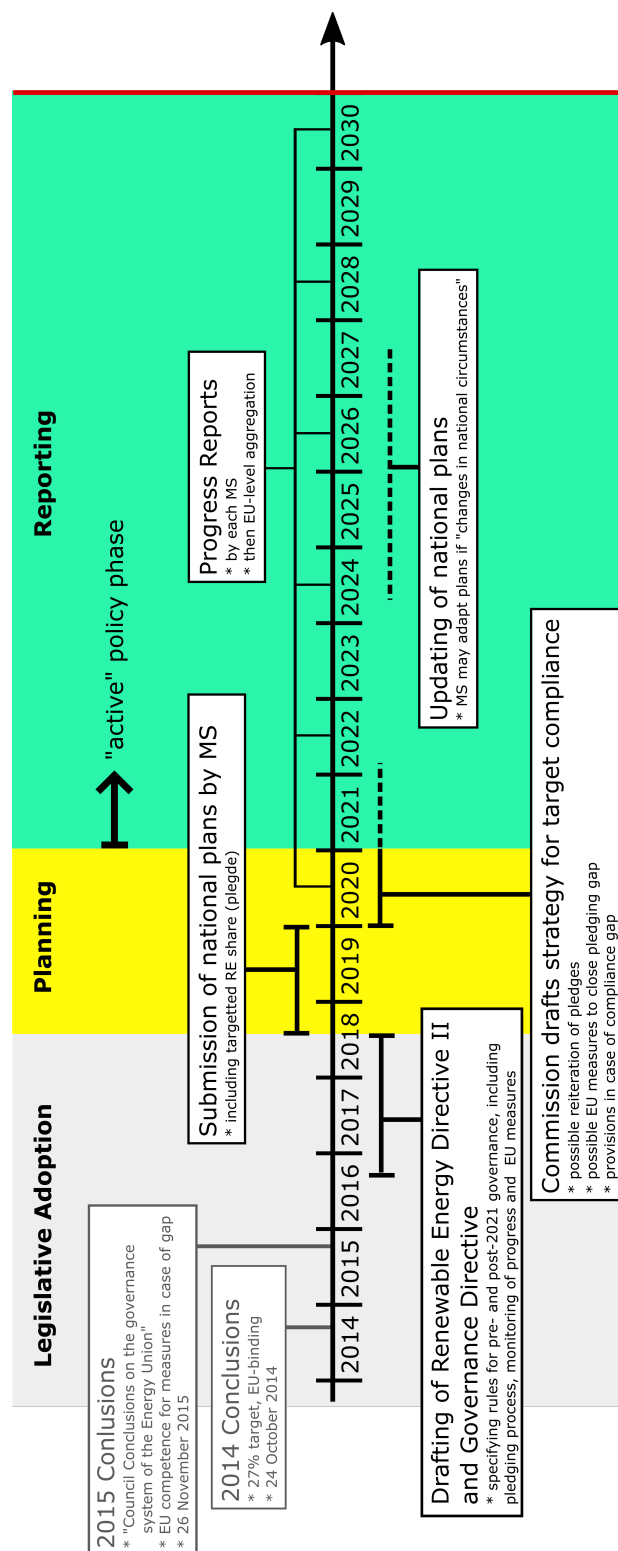 Legislative Adoption
Planning
Reporting
"active" policy phase
2015 Conlusions
* "Council Conclusions on the governance
system of the Energy Union"
* EU competence for measures in case of gap
* 26 November 2015
2014 Conclusions
* 27% target, EU-binding
* 24 October 2014
Submission of national plans by MS
* including targetted RE share (plegde)
Progress Reports
* by each MS
* then EU-level aggregation
2014
2015
2016
2017
2018
2019
2020
2021
2022
2023
2024
2025
2026
2027
2028
2029
2030
Drafting of Renewable Energy Directive II
and Governance Directive
* specifying rules for pre- and post-2021 governance, including
pledging process, monitoring of progress and EU measures
Updating of national plans
* MS may adapt plans if "changes in national circumstances"
Commission drafts strategy for target compliance
* possible reiteration of pledges
* possible EU measures to close pledging gap
* provisions in case of compliance gap